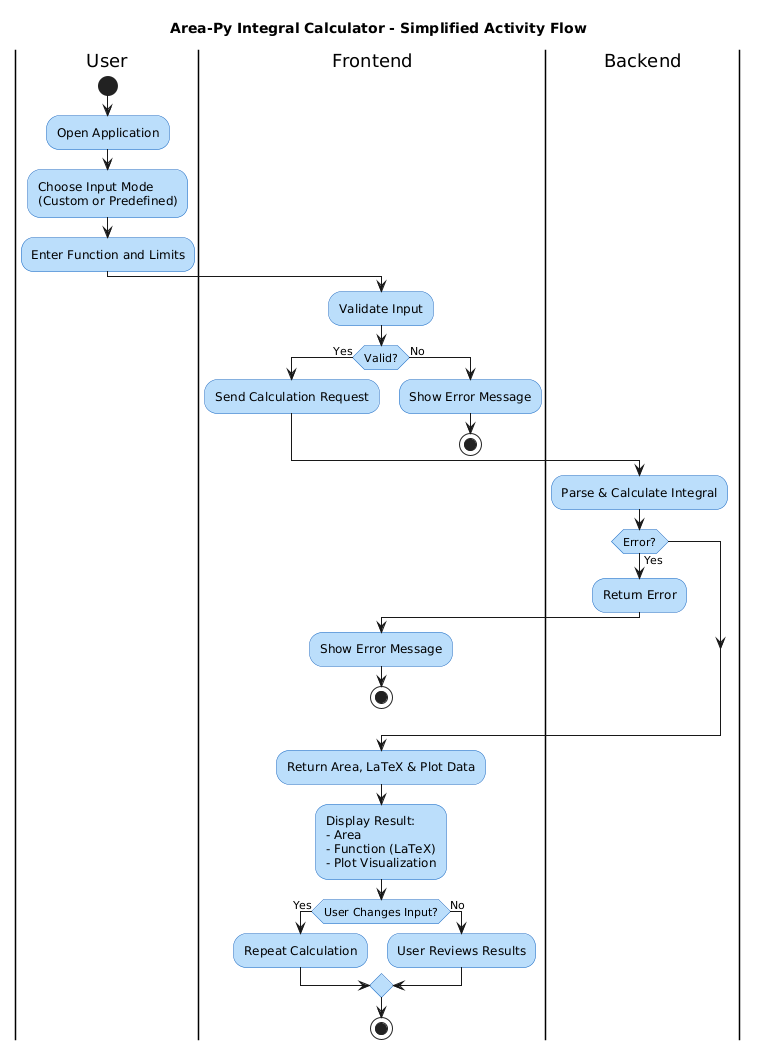 Area-Py Integral Calculator - Simplified Activity Flow
User
Frontend
Backend
Open Application
Choose Input Mode
(Custom or Predefined)
Enter Function and Limits
Validate Input
Yes
Valid?
No
Send Calculation Request
Show Error Message
Parse & Calculate Integral
Error?
Yes
Return Error
Show Error Message
Return Area, LaTeX & Plot Data
Display Result:
- Area
- Function (LaTeX)
- Plot Visualization
Yes
User Changes Input?
No
Repeat Calculation
User Reviews Results